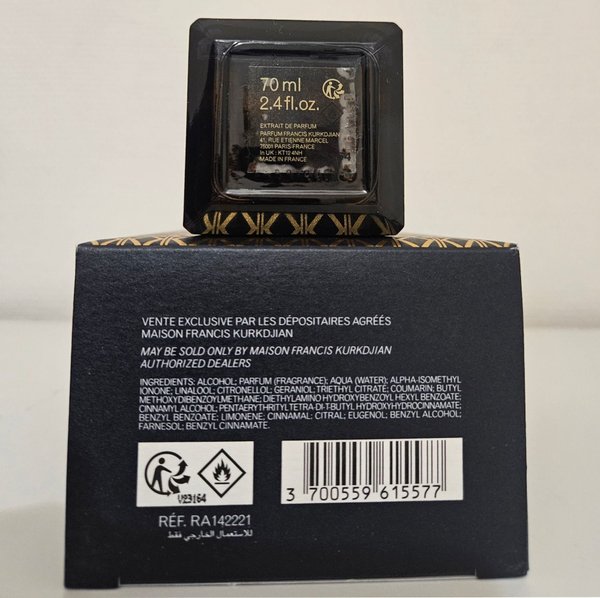 70 ml
2.4 fl.oz.
EXTRAIT DE PARFUM
PARFUM FRANCIS KURKDJIAN
41, RUE ETIENNE MARCEL
75001 PARIS-FRANCE
In UK : KT12 4NH
MADE IN FRANCE
VENTE EXCLUSIVE PAR LES DÉPOSITAIRES AGRÉÉS
MAISON FRANCIS KURKDJIAN
MAY BE SOLD ONLY BY MAISON FRANCIS KURKDJIAN
AUTHORIZED DEALERS
INGREDIENTS: ALCOHOL; PARFUM (FRAGRANCE); AQUA (WATER); ALPHA-ISOMETHYL
IONONE; LINALOOL; CITRONELLOL; GERANIOL; TRIETHYL CITRATE; COUMARIN; BUTYL
METHOXYDIBENZOYLMETHANE; DIETHYLAMINO HYDROXYBENZOYL HEXYL BENZOATE;
CINNAMYL ALCOHOL; PENTAERYTHRITYL TETRA-DI-T-BUTYL HYDROXYHYDROCINNAMATE;
BENZYL BENZOATE; LIMONENE; CINNAMAL; CITRAL; EUGENOL; BENZYL ALCOHOL;
FARNESOL; BENZYL CINNAMATE.
V23164
3 700559 615577
RÉF. RA142221
للاستعمال الخارجي فقط